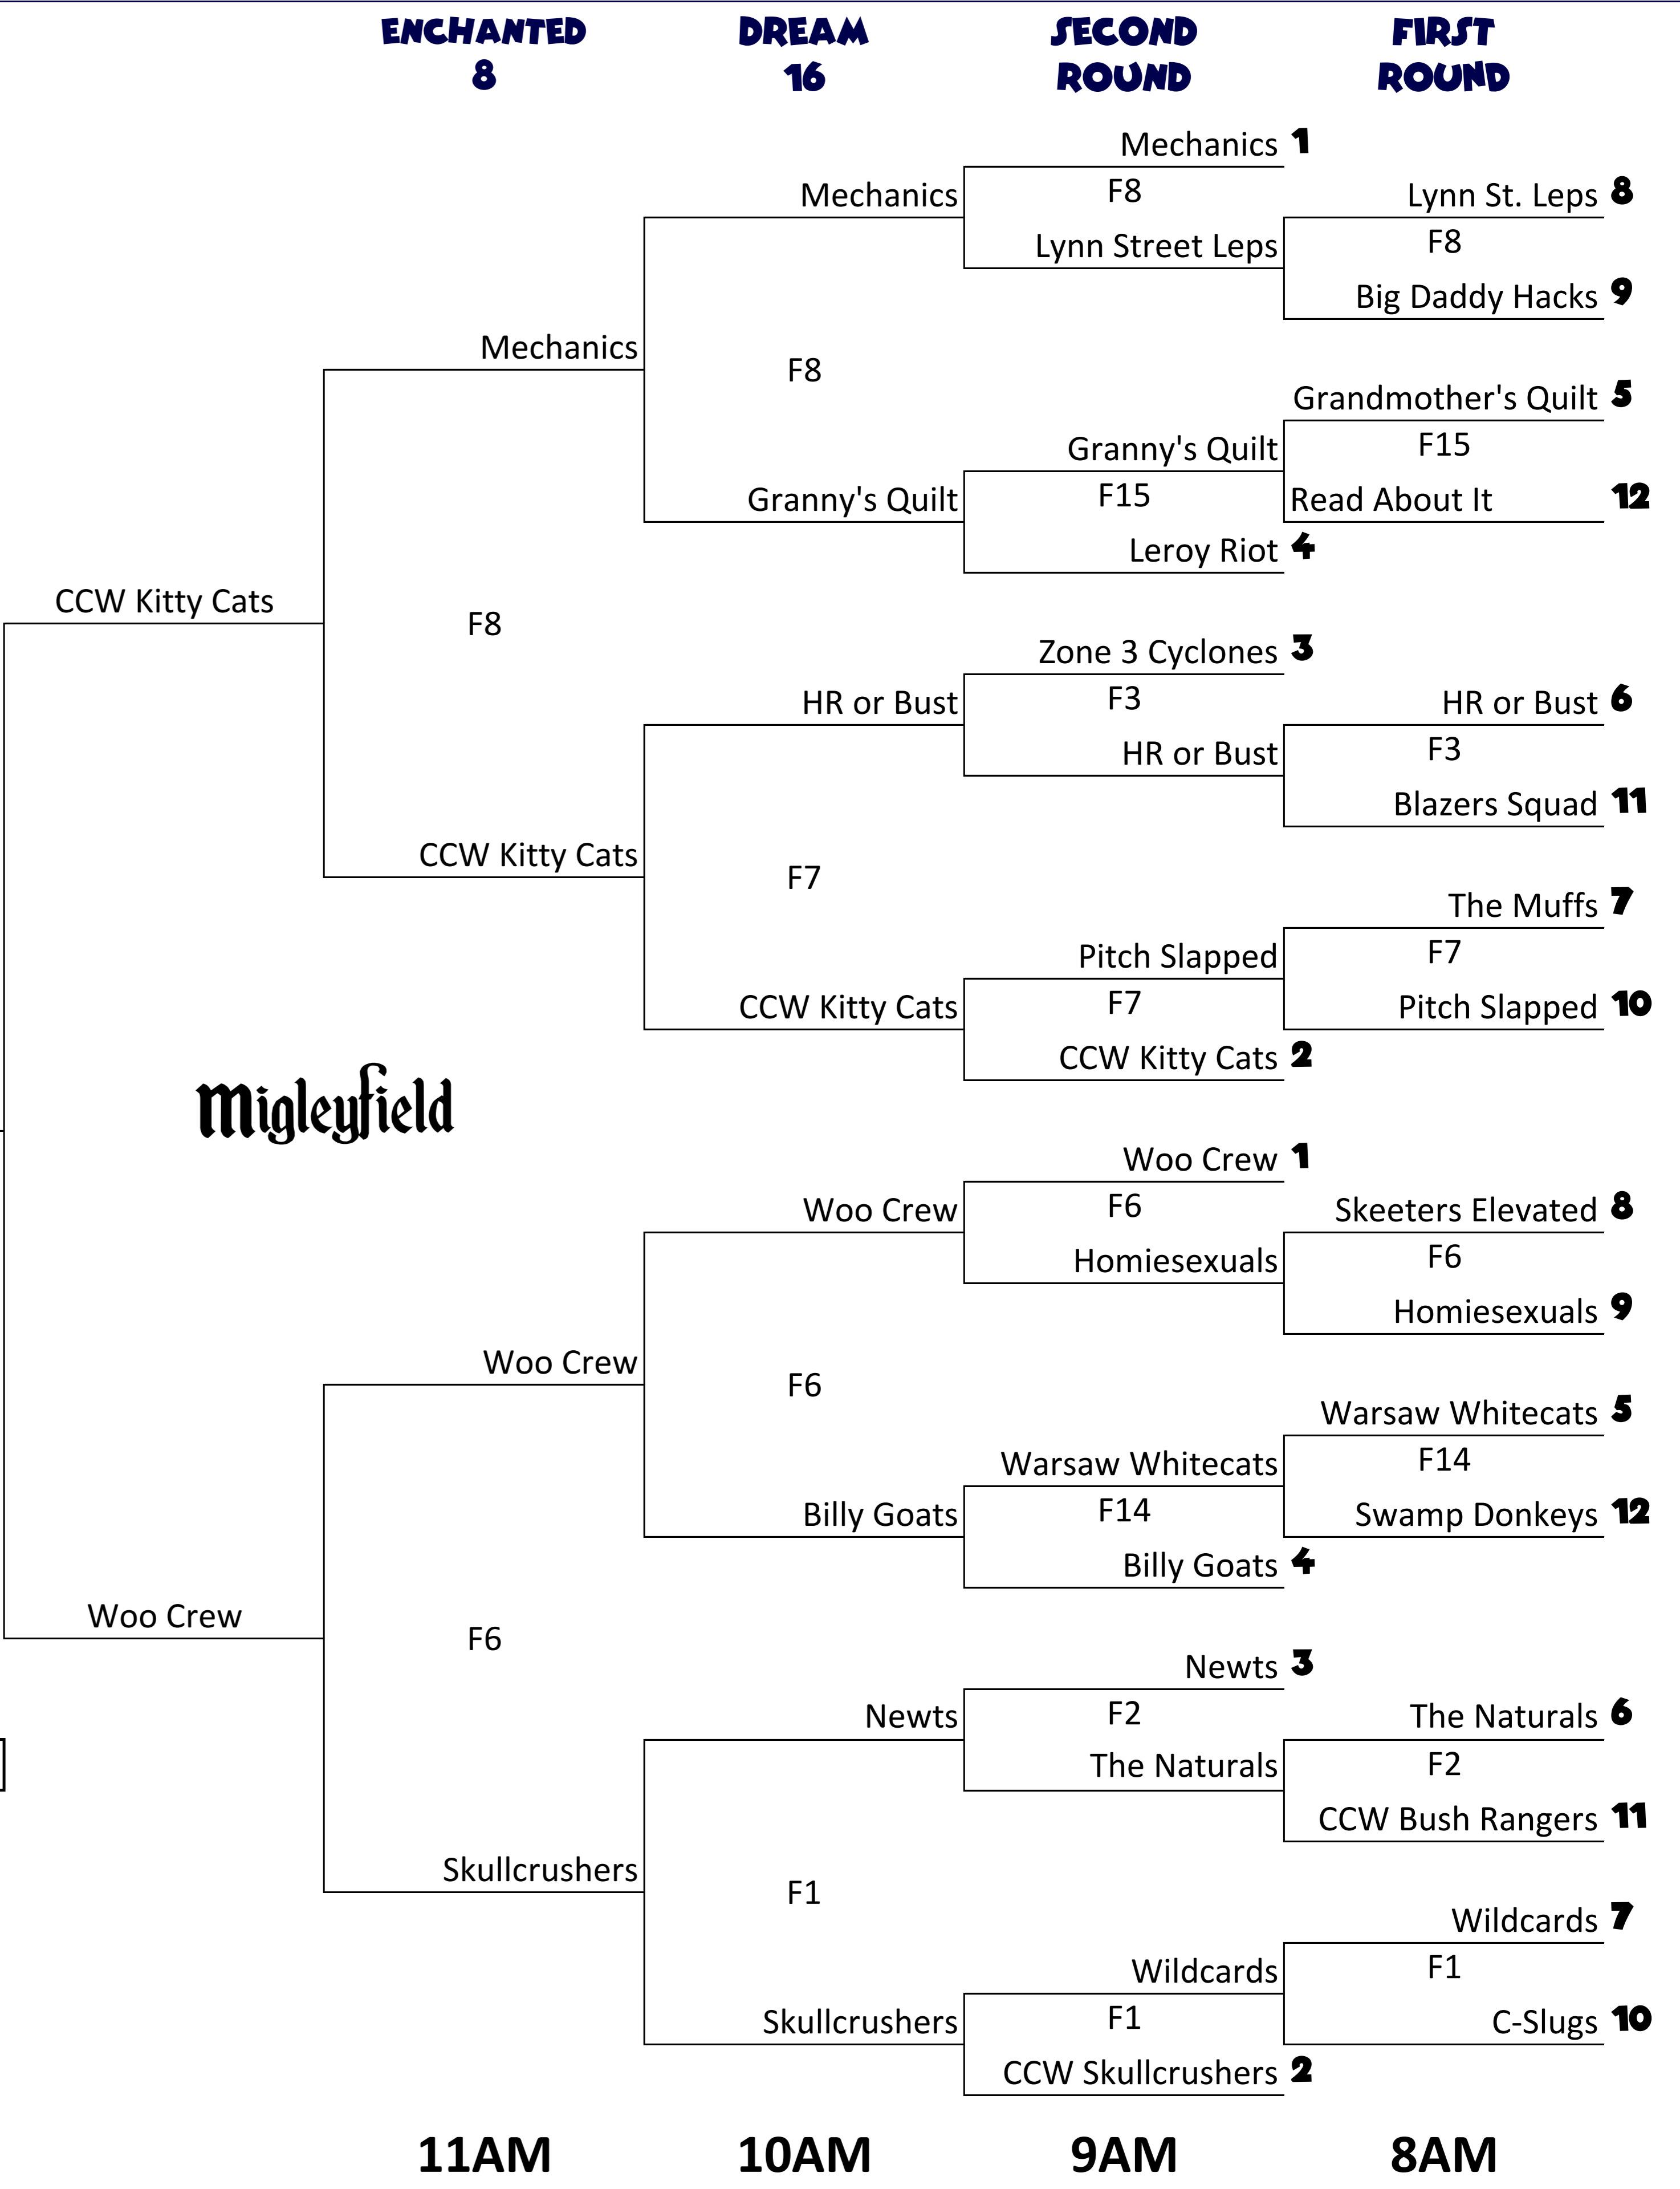 ENCHANTED
8
DREAM
16
SECOND
ROUND
FIRST
ROUND
Mechanics 1
Mechanics
F8
Lynn St. Leps 8
Lynn Street Leps
F8
Big Daddy Hacks 9
Mechanics
F8
Grandmother's Quilt 5
Granny's Quilt
F15
Granny's Quilt
F15
Read About It 12
Leroy Riot 4
CCW Kitty Cats
F8
Zone 3 Cyclones 3
HR or Bust
F3
HR or Bust 6
HR or Bust
F3
Blazers Squad 11
CCW Kitty Cats
F7
The Muffs 7
Pitch Slapped
F7
CCW Kitty Cats
F7
Pitch Slapped 10
CCW Kitty Cats 2
Migleyfield
Woo Crew 1
Woo Crew
F6
Skeeters Elevated 8
Homiesexuals
F6
Homiesexuals 9
Woo Crew
F6
Warsaw Whitecats 5
Warsaw Whitecats
F14
Billy Goats
F14
Swamp Donkeys 12
Billy Goats 4
Woo Crew
F6
Newts 3
Newts
F2
The Naturals 6
The Naturals
F2
CCW Bush Rangers 11
Skullcrushers
F1
Wildcards 7
Wildcards
F1
Skullcrushers
F1
C-Slugs 10
CCW Skullcrushers 2
11AM
10AM
9AM
8AM